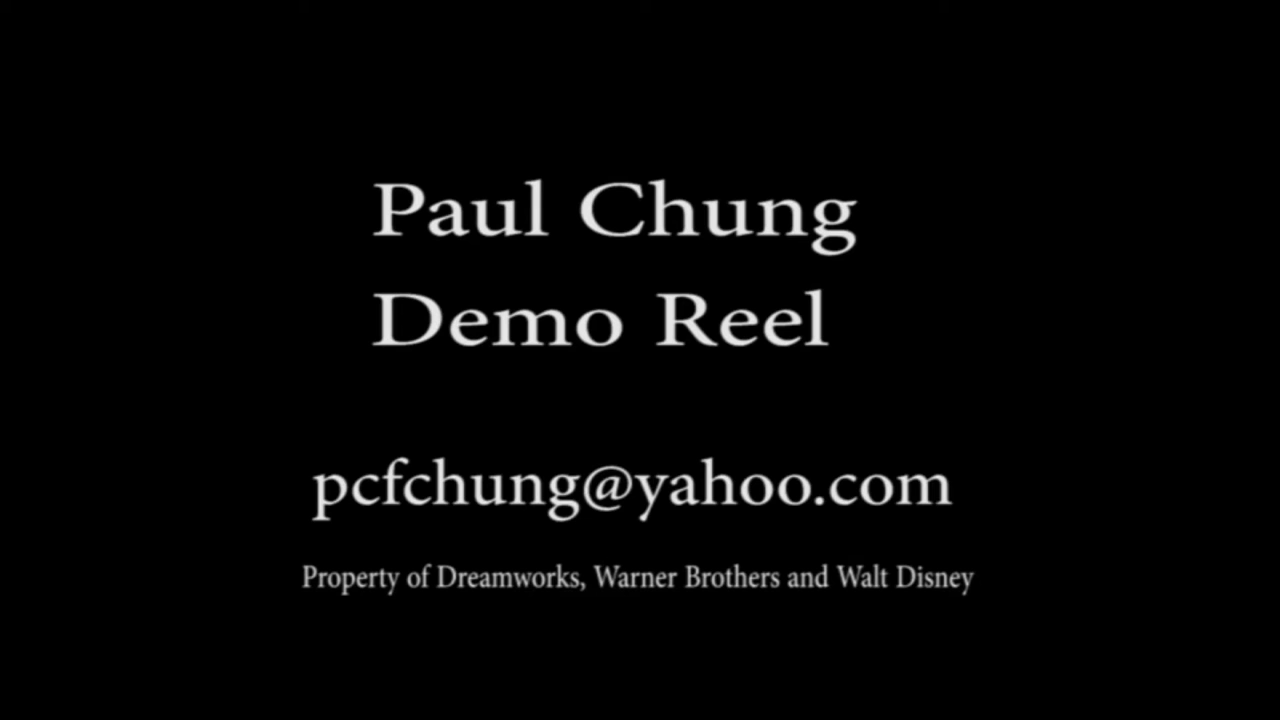 Paul Chung
Demo Reel
pcfchung@yahoo.com
Property of Dreamworks, Warner Brothers and Walt Disney